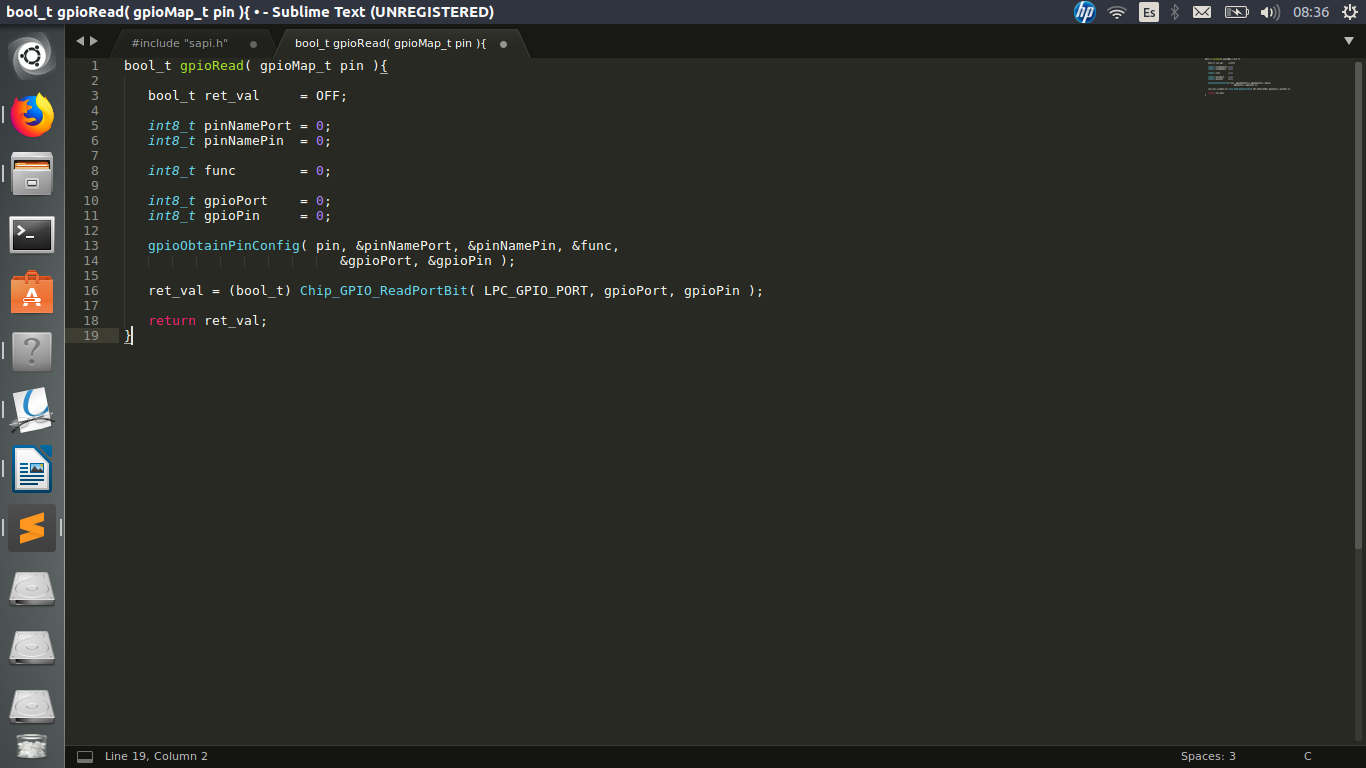 bool_t gpioRead( gpioMap_t pin ){ • - Sublime Text (UNREGISTERED)
hp
Es
08:36
#include "sapi.h"
bool_t gpioRead( gpioMap_t pin ){
1 bool_t gpioRead( gpioMap_t pin ){
2
3 bool_t ret_val = OFF;
4
5 int8_t pinNamePort = 0;
6 int8_t pinNamePin = 0;
7
8 int8_t func = 0;
9
10 int8_t gpioPort = 0;
11 int8_t gpioPin = 0;
12
13 gpioObtainPinConfig( pin, &pinNamePort, &pinNamePin, &func,
14 &gpioPort, &gpioPin );
15
16 ret_val = (bool_t) Chip_GPIO_ReadPortBit( LPC_GPIO_PORT, gpioPort, gpioPin );
17
18 return ret_val;
19 }
Line 19, Column 2
Spaces: 3
C